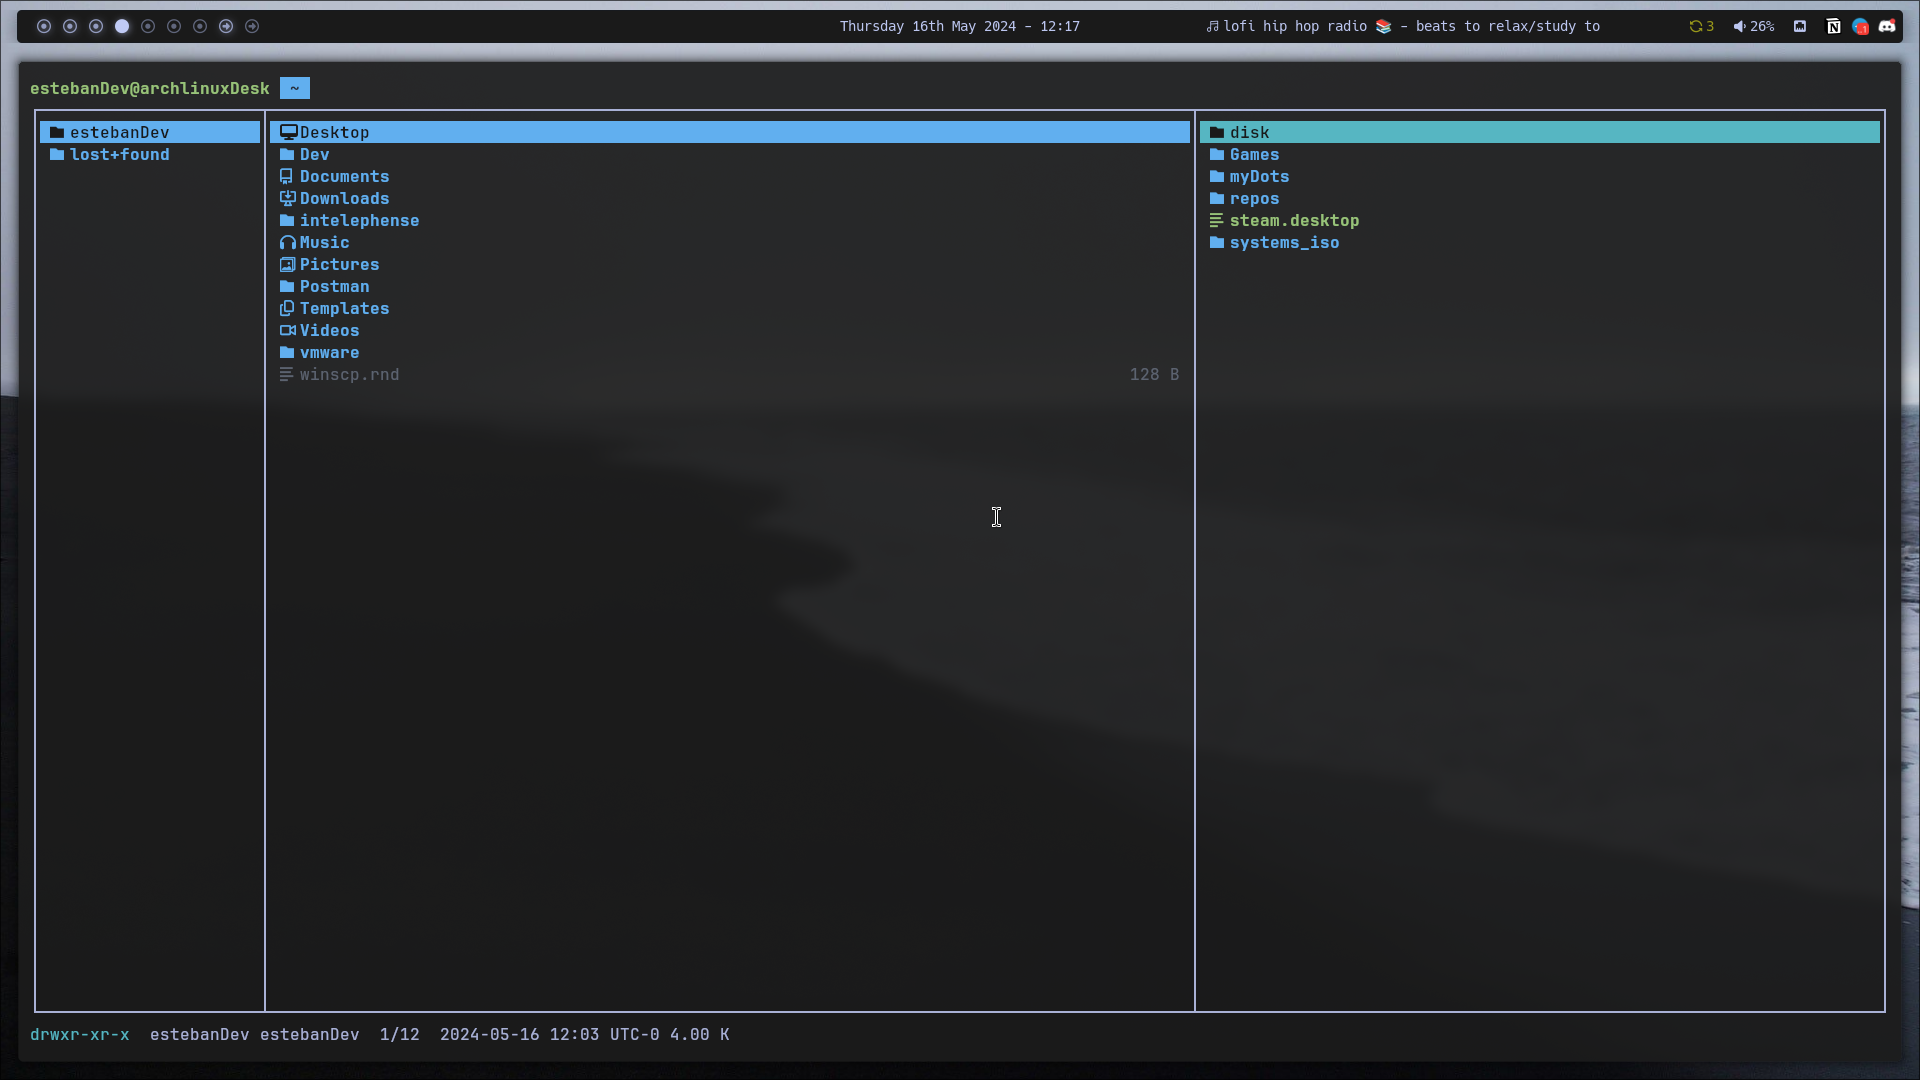 Thursday 16th May 2024 - 12:17
lofi hip hop radio 📚 - beats to relax/study to
3
26%
N
1
estebanDev@archlinuxDesk ~
estebanDev
lost+found
Desktop
Dev
Documents
Downloads
intelephense
Music
Pictures
Postman
Templates
Videos
vmware
winscp.rnd 128 B
disk
Games
myDots
repos
steam.desktop
systems_iso
drwxr-xr-x estebanDev estebanDev 1/12 2024-05-16 12:03 UTC-0 4.00 K